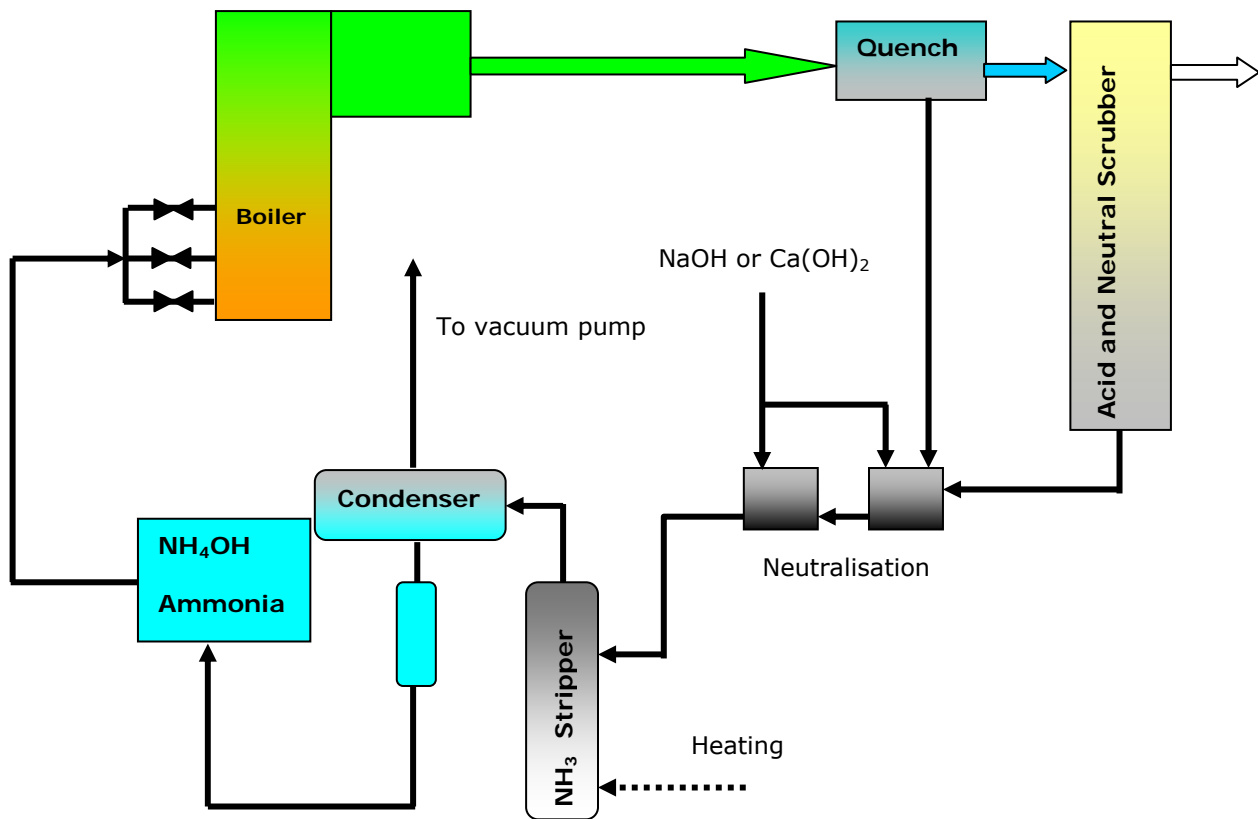 Quench
Acid and Neutral Scrubber
Boiler
NaOH or Ca(OH)₂
To vacuum pump
Condenser
NH₄OH
Ammonia
Neutralisation
NH₃ Stripper
Heating